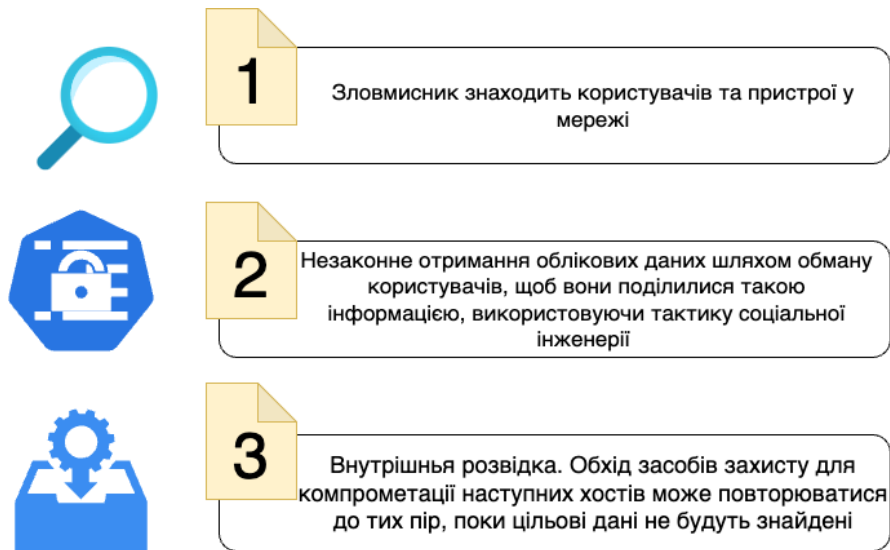 1
Зловмисник знаходить користувачів та пристрої у
мережі
2
Незаконне отримання облікових даних шляхом обману
користувачів, щоб вони поділилися такою
інформацією, використовуючи тактику соціальної
інженерії
3
Внутрішнья розвідка. Обхід засобів захисту для
компрометації наступних хостів може повторюватися
до тих пір, поки цільові дані не будуть знайдені